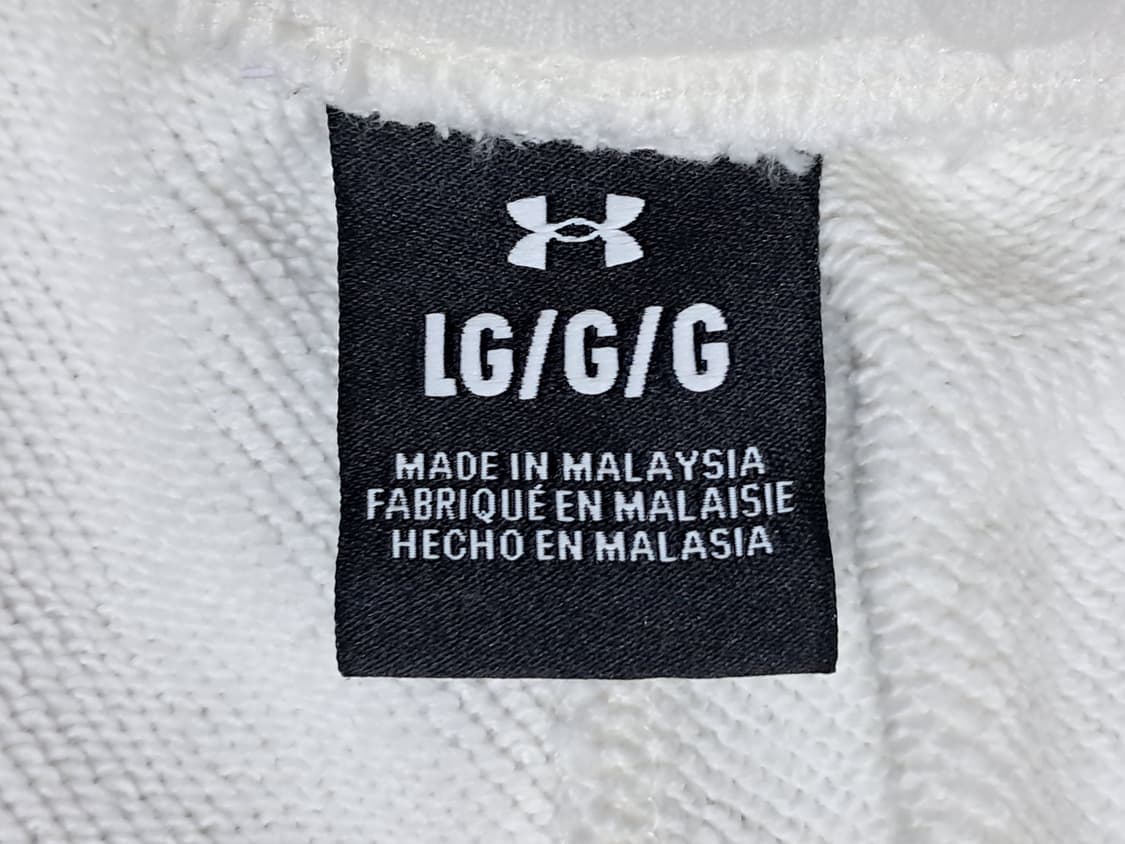 LG/G/G
MADE IN MALAYSIA
FABRIQUÉ EN MALAISIE
HECHO EN MALASIA